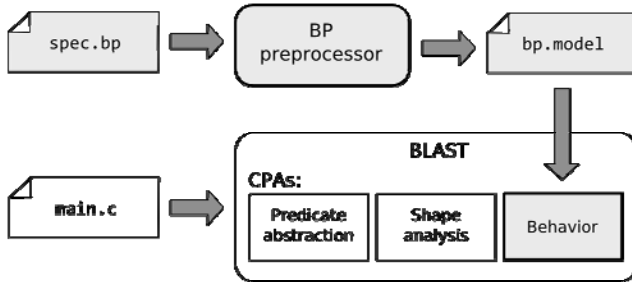 spec.bp
BP
preprocessor
bp.model
BLAST
CPAs:
main.c
Predicate
abstraction
Shape
analysis
Behavior